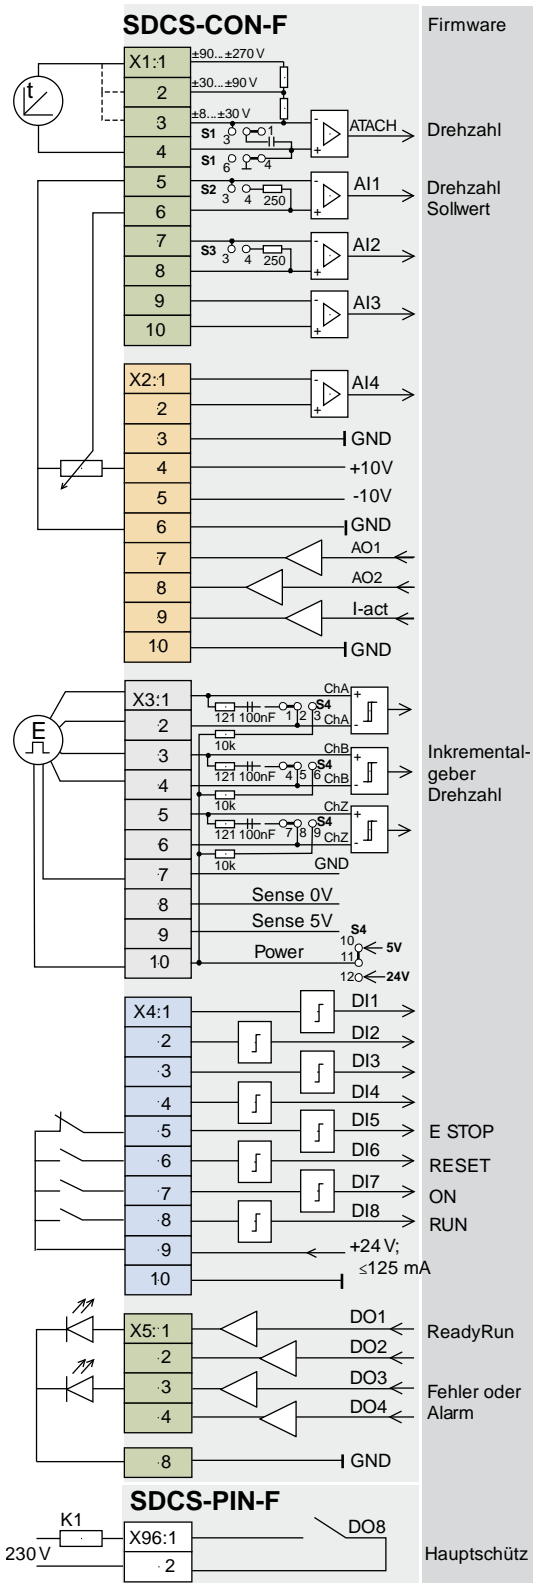 SDCS-CON-F
Firmware
X1:1 ±90...±270 V
2 ±30...±90 V
3 ±8...±30 V
t
S1 3 1
ATACH
Drehzahl
4
S1 6 4
- +
5
S2 3 4 250
AI1
Drehzahl
Sollwert
6
- +
7
S3 3 4 250
AI2
8
- +
9
AI3
10
- +
X2:1
AI4
2
- +
3 GND
4 +10V
5 -10V
6 GND
7 AO1
8 AO2
9 I-act
10 GND
X3:1 ChA
+
121 100nF 1 2 3 S4
2 ChA
-
10k
E
3 ChB
+
121 100nF 4 5 6 S4
4 ChB
-
10k
Inkremental-
geber
Drehzahl
5 ChZ
+
121 100nF 7 8 9 S4
6 ChZ
-
10k
7 GND
8 Sense 0V
9 Sense 5V
S4
10 5V
10 Power 11
12 24V
X4:1 DI1
2 DI2
3 DI3
4 DI4
5 DI5 E STOP
6 DI6 RESET
7 DI7 ON
8 DI8 RUN
9 +24 V;
≤125 mA
10
X5: 1 DO1 ReadyRun
2 DO2
3 DO3 Fehler oder
4 DO4 Alarm
8 GND
SDCS-PIN-F
K1
X96:1 DO8
230 V
2
Hauptschütz